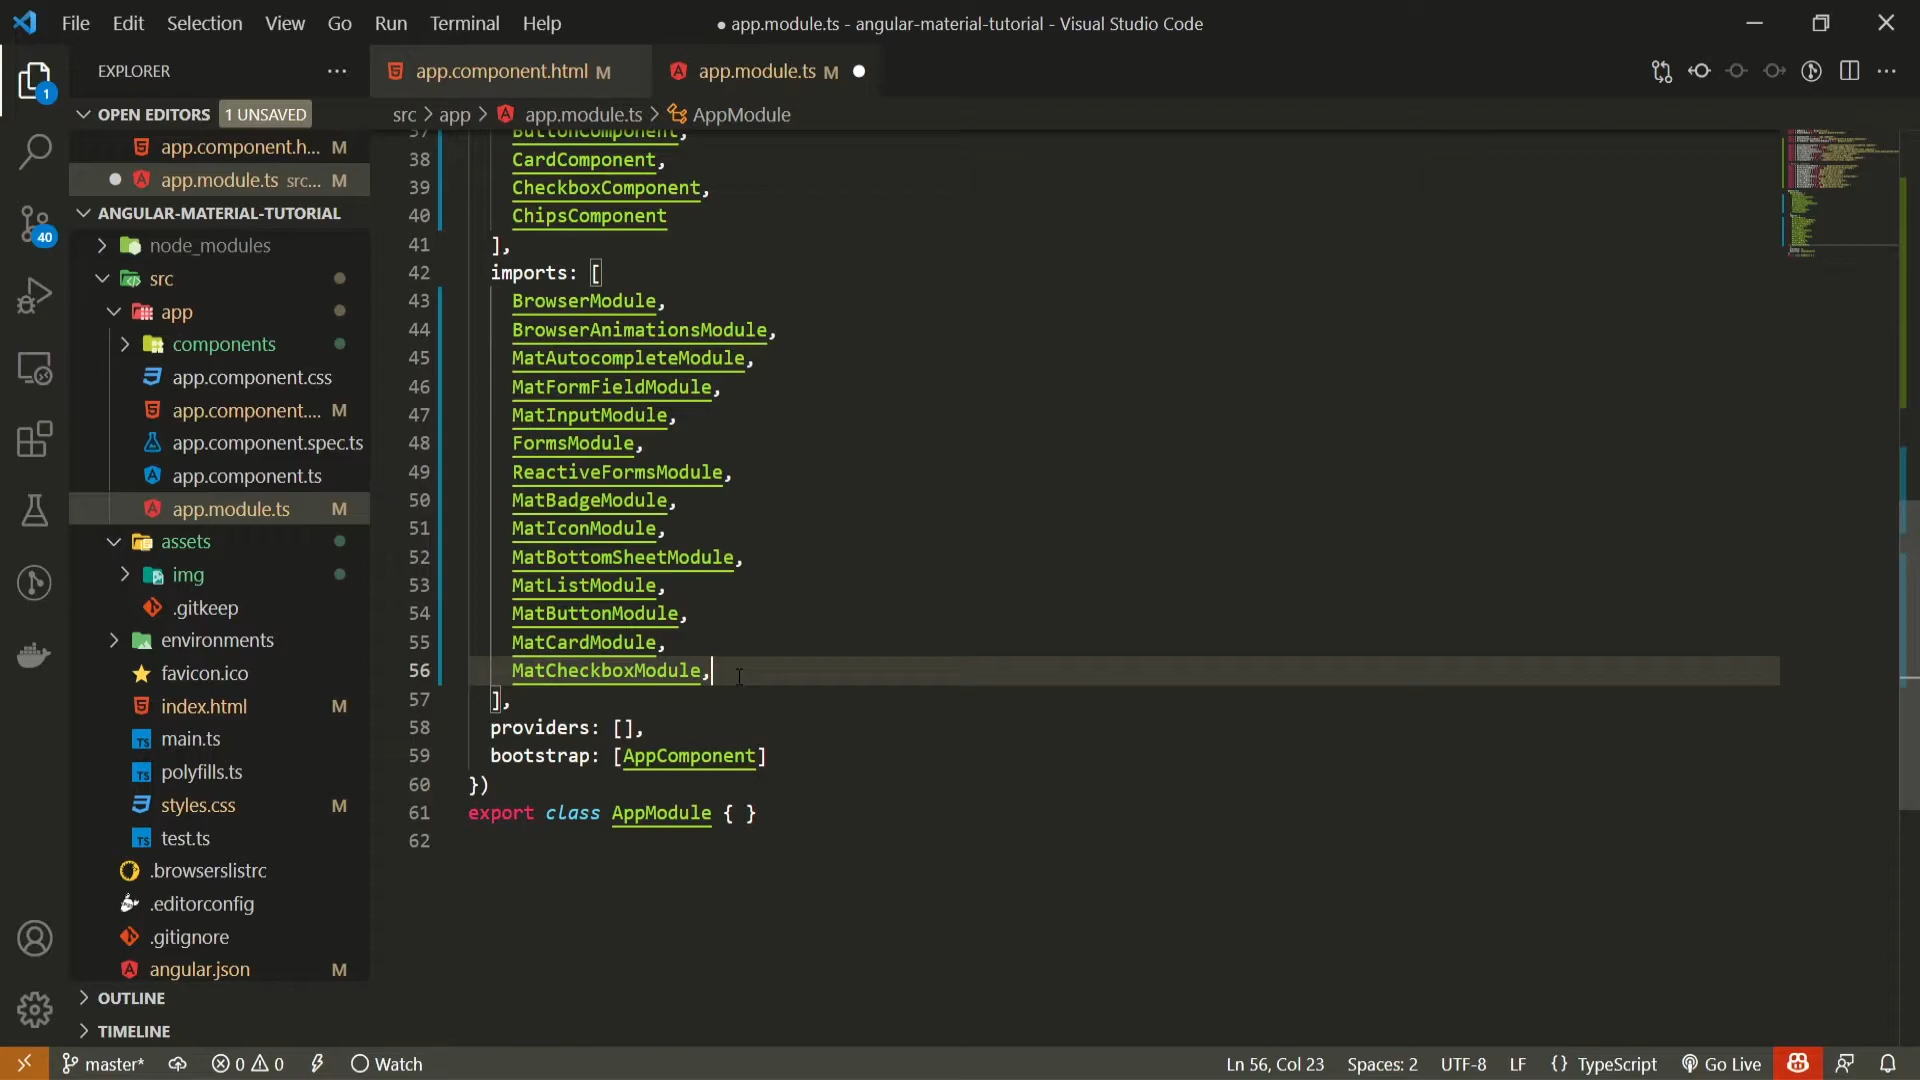 File Edit Selection View Go Run Terminal Help
● app.module.ts - angular-material-tutorial - Visual Studio Code
EXPLORER
app.component.html M
app.module.ts M
OPEN EDITORS 1 UNSAVED
src > app > app.module.ts > AppModule
app.component.h... M
app.module.ts src... M
ANGULAR-MATERIAL-TUTORIAL
node_modules
src
app
components
app.component.css
app.component.... M
app.component.spec.ts
app.component.ts
app.module.ts M
assets
img
.gitkeep
environments
favicon.ico
index.html M
main.ts
polyfills.ts
styles.css M
test.ts
.browserslistrc
.editorconfig
.gitignore
angular.json M
OUTLINE
TIMELINE
1
40
37 ButtonComponent,
38 CardComponent,
39 CheckboxComponent,
40 ChipsComponent
41 ],
42 imports: [
43 BrowserModule,
44 BrowserAnimationsModule,
45 MatAutocompleteModule,
46 MatFormFieldModule,
47 MatInputModule,
48 FormsModule,
49 ReactiveFormsModule,
50 MatBadgeModule,
51 MatIconModule,
52 MatBottomSheetModule,
53 MatListModule,
54 MatButtonModule,
55 MatCardModule,
56 MatCheckboxModule,
57 ],
58 providers: [],
59 bootstrap: [AppComponent]
60 })
61 export class AppModule { }
62
master* 0 0 Watch
Ln 56, Col 23 Spaces: 2 UTF-8 LF {} TypeScript Go Live